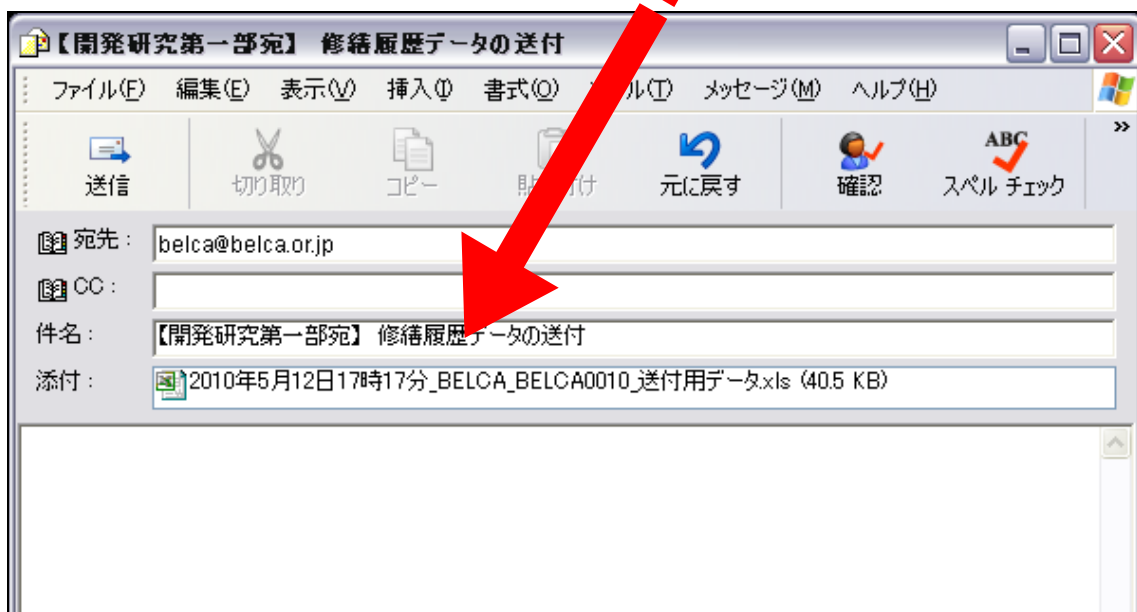 【開発研究第一部宛】 修繕履歴データの送付
ファイル(F) 編集(E) 表示(V) 挿入(I) 書式(O) ル(T) メッセージ(M) ヘルプ(H)
送信 切り取り コピー 貼 付け 元に戻す 確認 ABC スペル チェック
宛先: belca@belca.or.jp
CC:
件名: 【開発研究第一部宛】 修繕履歴データの送付
添付: 2010年5月12日17時17分_BELCA_BELCA0010_送付用データ.xls (40.5 KB)